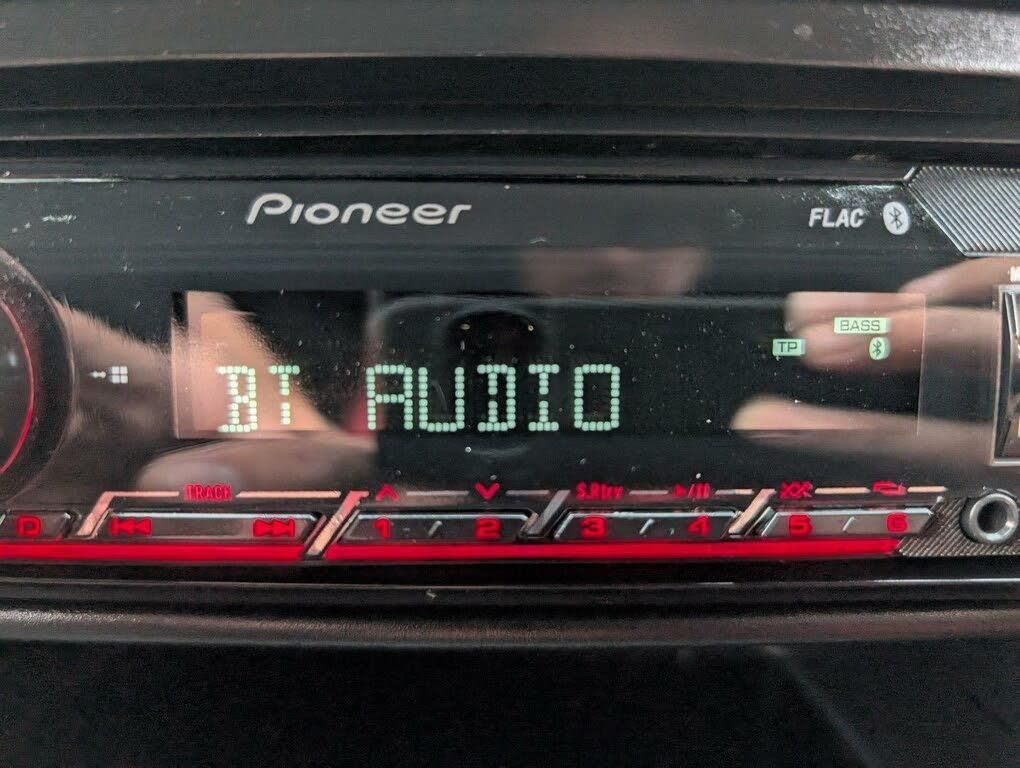 Pioneer
FLAC
BASS
TP
BT AUDIO
TRACK
S.Rtrv
D
1 / 2
3 / 4
5 / 6